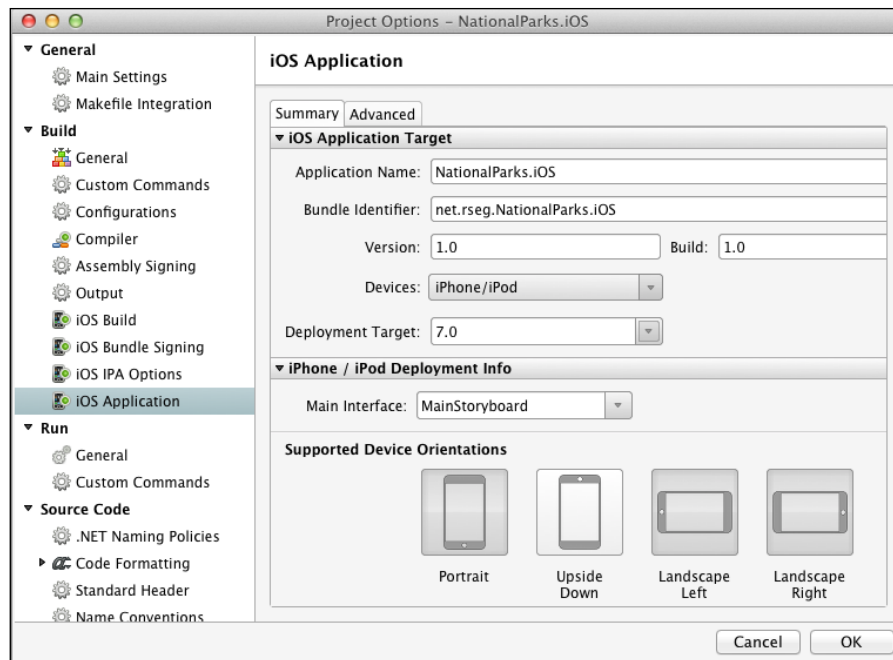 Project Options – NationalParks.iOS
General
Main Settings
Makefile Integration
Build
General
Custom Commands
Configurations
Compiler
Assembly Signing
Output
iOS Build
iOS Bundle Signing
iOS IPA Options
iOS Application
Run
General
Custom Commands
Source Code
.NET Naming Policies
Code Formatting
Standard Header
Name Conventions
iOS Application
Summary Advanced
iOS Application Target
Application Name: NationalParks.iOS
Bundle Identifier: net.rseg.NationalParks.iOS
Version: 1.0 Build: 1.0
Devices: iPhone/iPod
Deployment Target: 7.0
iPhone / iPod Deployment Info
Main Interface: MainStoryboard
Supported Device Orientations
Portrait Upside Down Landscape Left Landscape Right
Cancel OK